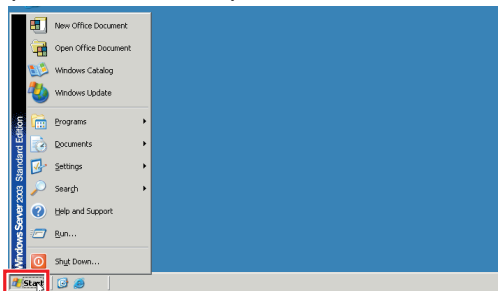 New Office Document
Open Office Document
Windows Catalog
Windows Update
Programs
Documents
Settings
Search
Help and Support
Run...
Shut Down...
Windows Server 2003 Standard Edition
Start